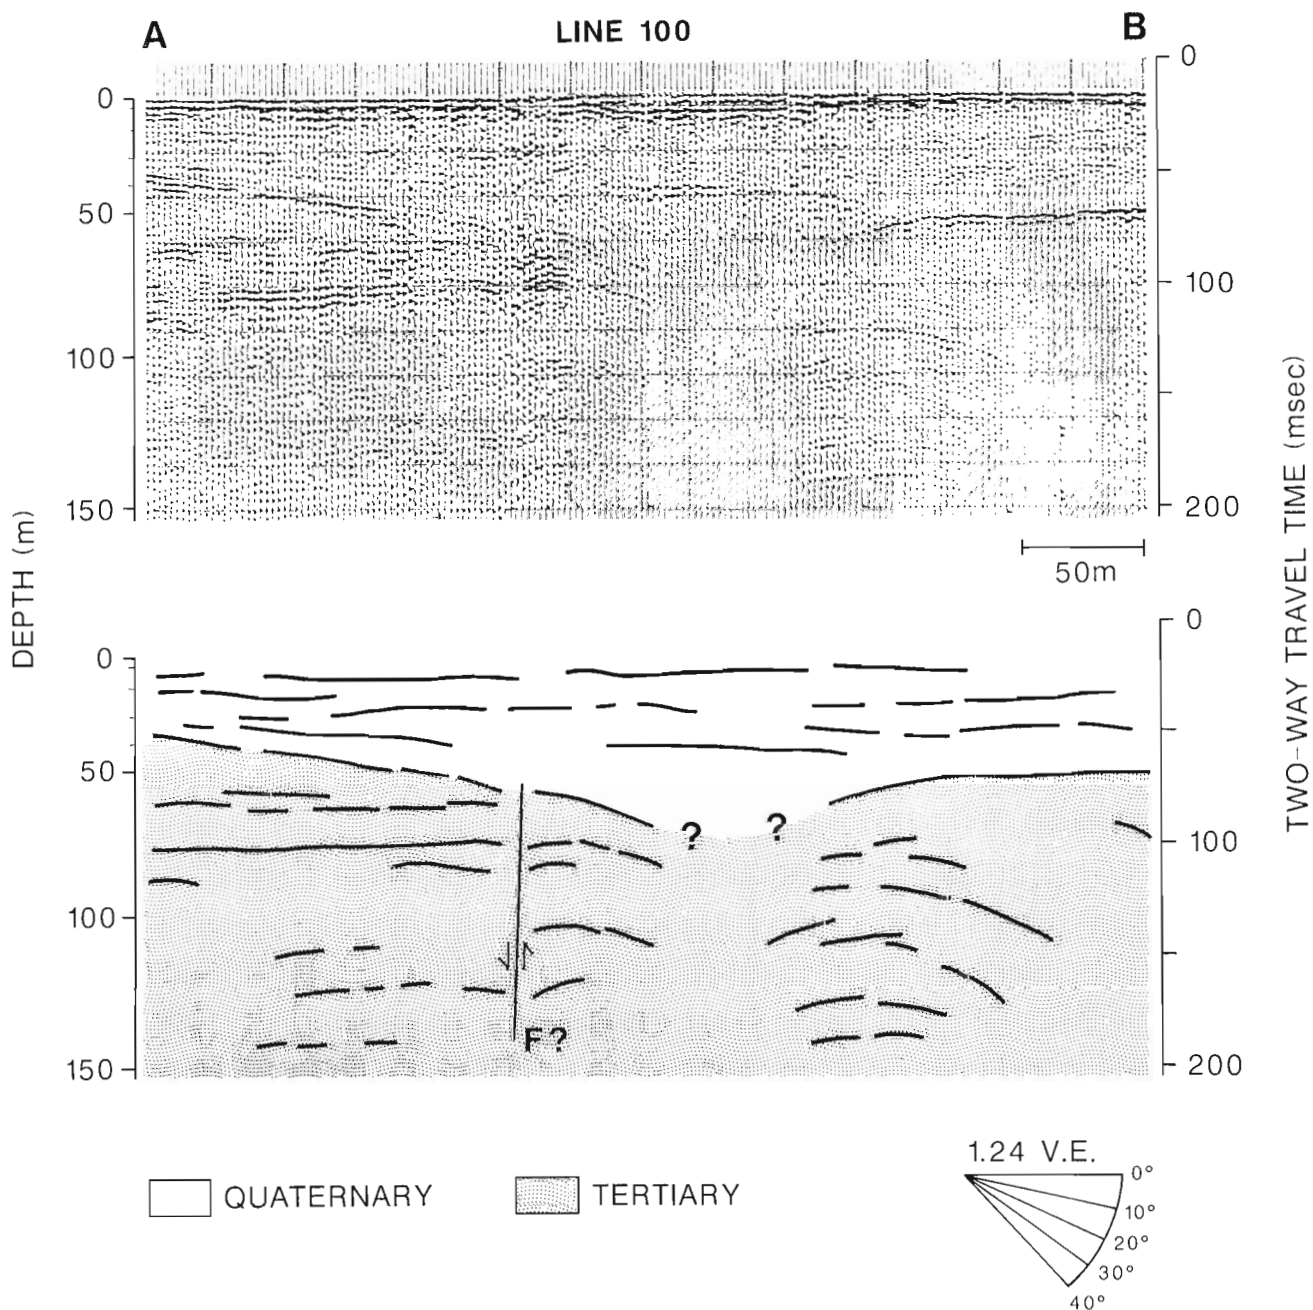 A LINE 100 B
0
0
50
100
100
150
200
50m
DEPTH (m)
TWO-WAY TRAVEL TIME (msec)
0
0
50
? ?
100
100
F?
150
200
1.24 V.E.
0°
10°
20°
30°
40°
QUATERNARY TERTIARY